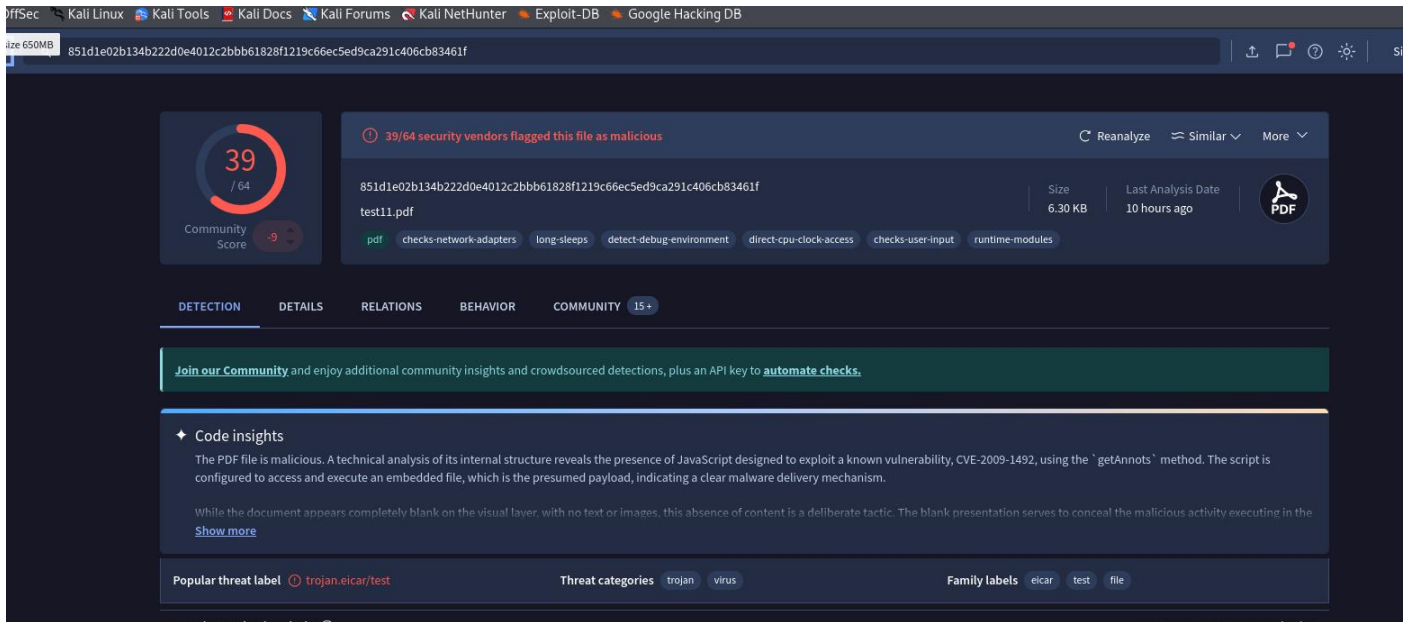 OffSec Kali Linux Kali Tools Kali Docs Kali Forums Kali NetHunter Exploit-DB Google Hacking DB
size 650MB
851d1e02b134b222d0e4012c2bbb61828f1219c66ec5ed9ca291c406cb83461f
Si
39
/ 64
Community
Score
-9
39/64 security vendors flagged this file as malicious
Reanalyze
Similar
More
851d1e02b134b222d0e4012c2bbb61828f1219c66ec5ed9ca291c406cb83461f
test11.pdf
Size
6.30 KB
Last Analysis Date
10 hours ago
PDF
pdf checks-network-adapters long-sleeps detect-debug-environment direct-cpu-clock-access checks-user-input runtime-modules
DETECTION DETAILS RELATIONS BEHAVIOR COMMUNITY 15+
Join our Community and enjoy additional community insights and crowdsourced detections, plus an API key to automate checks.
Code insights
The PDF file is malicious. A technical analysis of its internal structure reveals the presence of JavaScript designed to exploit a known vulnerability, CVE-2009-1492, using the `getAnnots` method. The script is
configured to access and execute an embedded file, which is the presumed payload, indicating a clear malware delivery mechanism.
While the document appears completely blank on the visual layer, with no text or images, this absence of content is a deliberate tactic. The blank presentation serves to conceal the malicious activity executing in the
Show more
Popular threat label trojan.eicar/test
Threat categories trojan virus
Family labels eicar test file